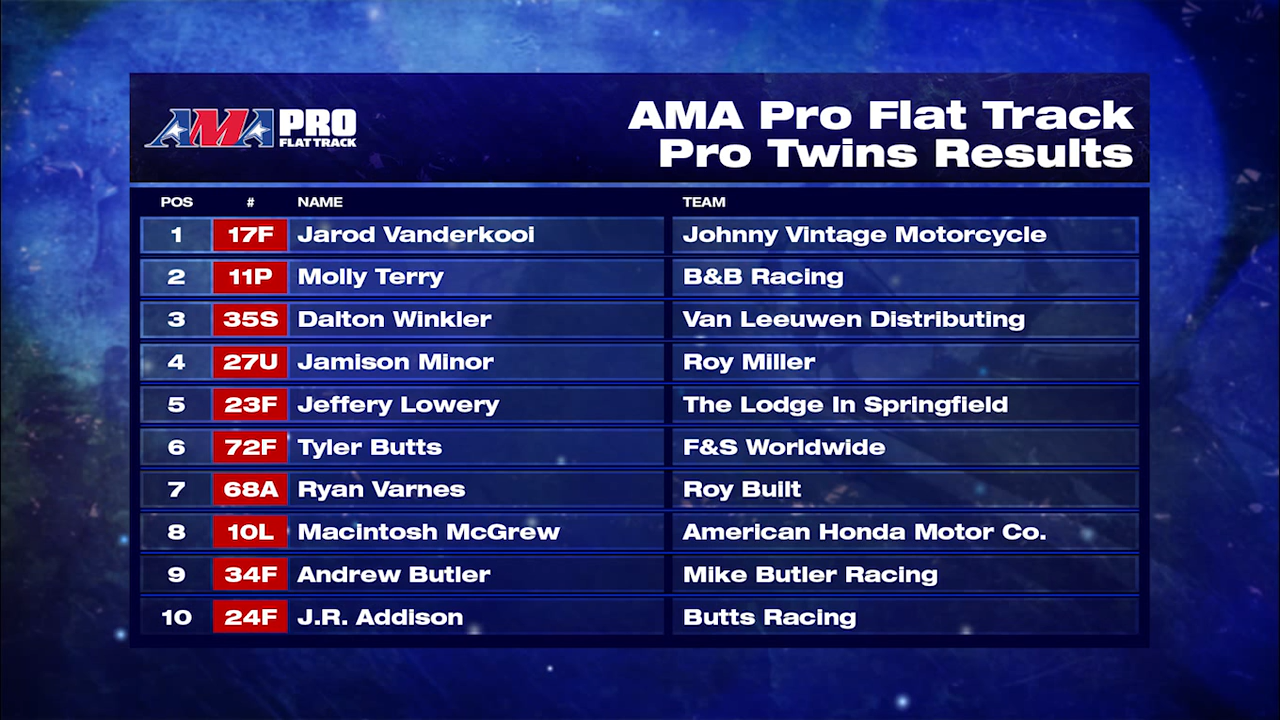 AMA PRO
FLAT TRACK
AMA Pro Flat Track
Pro Twins Results
POS # NAME TEAM
1 17F Jarod Vanderkooi Johnny Vintage Motorcycle
2 11P Molly Terry B&B Racing
3 35S Dalton Winkler Van Leeuwen Distributing
4 27U Jamison Minor Roy Miller
5 23F Jeffery Lowery The Lodge In Springfield
6 72F Tyler Butts F&S Worldwide
7 68A Ryan Varnes Roy Built
8 10L Macintosh McGrew American Honda Motor Co.
9 34F Andrew Butler Mike Butler Racing
10 24F J.R. Addison Butts Racing